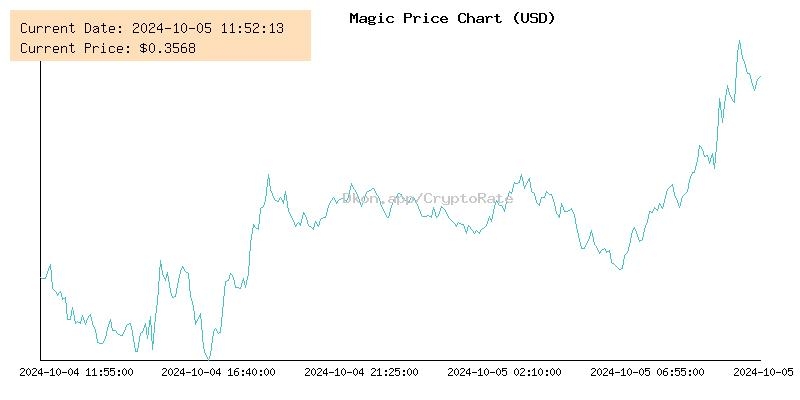 Magic Price Chart (USD)
Current Date: 2024-10-05 11:52:13
Current Price: $0.3568
Dkon.app/CryptoRate
2024-10-04 11:55:00 2024-10-04 16:40:00 2024-10-04 21:25:00 2024-10-05 02:10:00 2024-10-05 06:55:00 2024-10-05